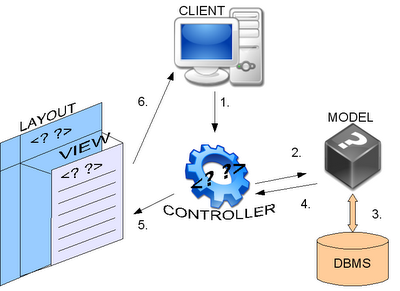 CLIENT
6.
1.
LAYOUT
<? ?>
VIEW
<? ?>
MODEL
?
2.
<? ?>
CONTROLLER
4.
5.
3.
DBMS